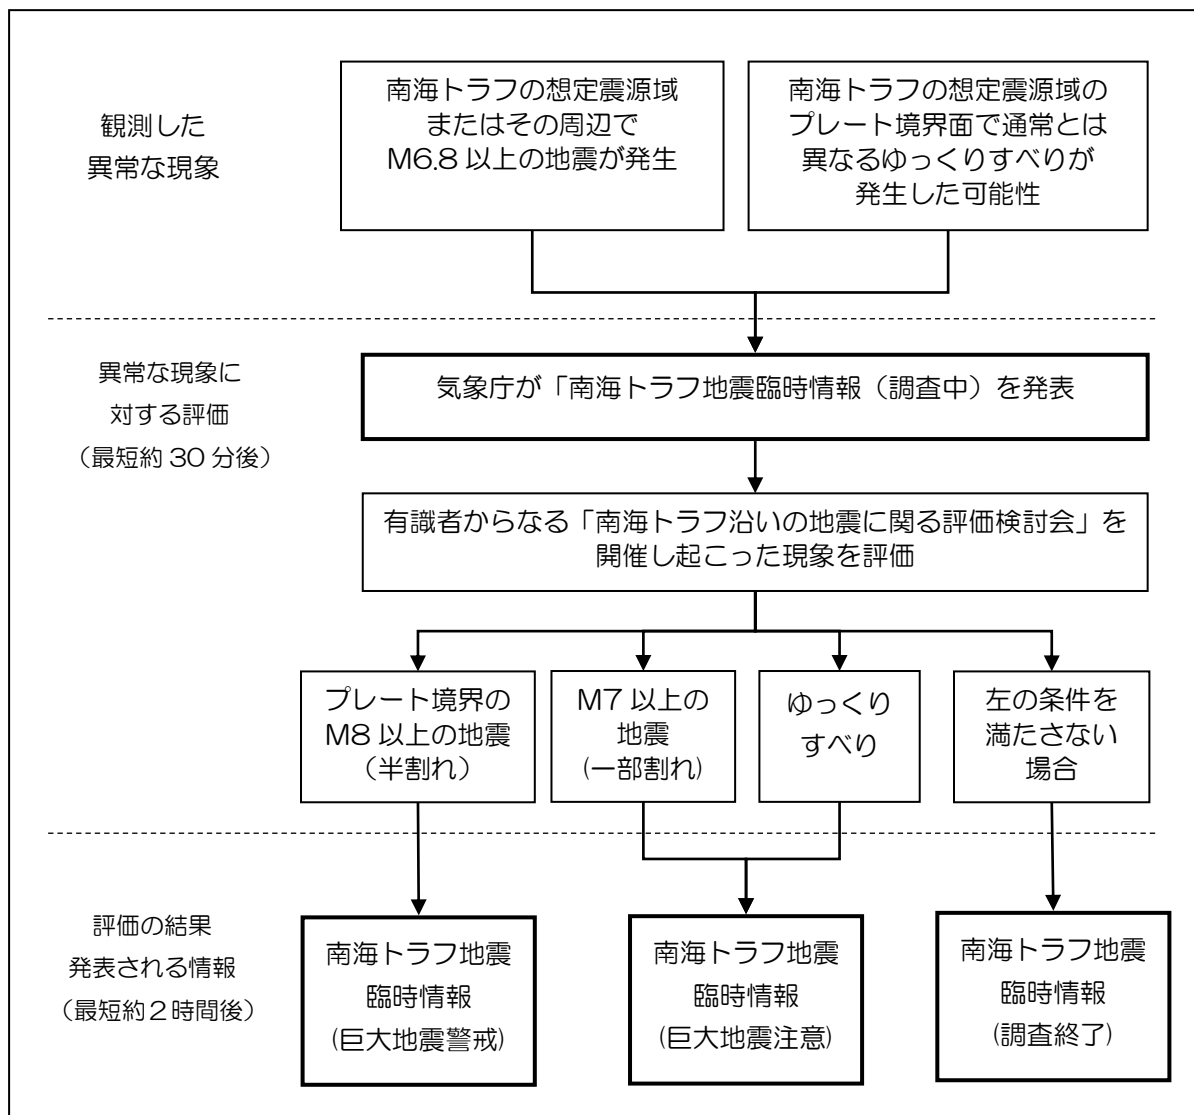 観測した
異常な現象
南海トラフの想定震源域
またはその周辺で
M6.8 以上の地震が発生
南海トラフの想定震源域の
プレート境界面で通常とは
異なるゆっくりすべりが
発生した可能性
異常な現象に
対する評価
（最短約 30 分後）
気象庁が「南海トラフ地震臨時情報（調査中）を発表
有識者からなる「南海トラフ沿いの地震に関る評価検討会」を
開催し起こった現象を評価
プレート境界の
M8 以上の地震
（半割れ）
M7 以上の
地震
(一部割れ)
ゆっくり
すべり
左の条件を
満たさない
場合
評価の結果
発表される情報
（最短約２時間後）
南海トラフ地震
臨時情報
(巨大地震警戒)
南海トラフ地震
臨時情報
(巨大地震注意)
南海トラフ地震
臨時情報
(調査終了)